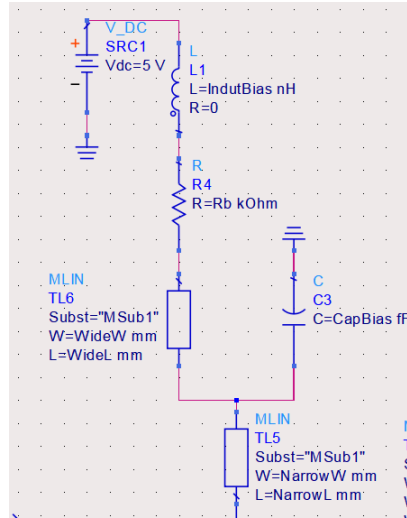 V_DC
SRC1
Vdc=5 V
+
-
L
L1
L=IndutBias nH
R=0
R
R4
R=Rb kOhm
MLIN
TL6
Subst="MSub1"
W=WideW mm
L=WideL mm
C
C3
C=CapBias fF
MLIN
TL5
Subst="MSub1"
W=NarrowW mm
L=NarrowL mm